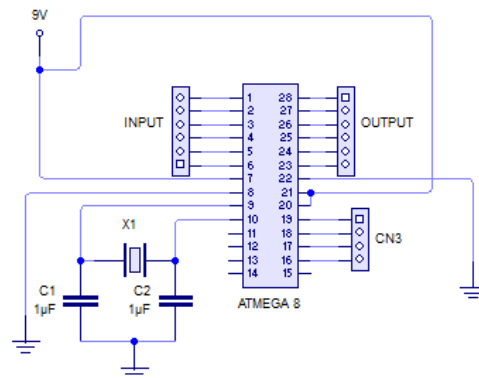 9V
INPUT
OUTPUT
1 28
2 27
3 26
4 25
5 24
6 23
7 22
8 21
9 20
10 19
11 18
12 17
13 16
14 15
CN3
X1
C1
1µF
C2
1µF
ATMEGA 8